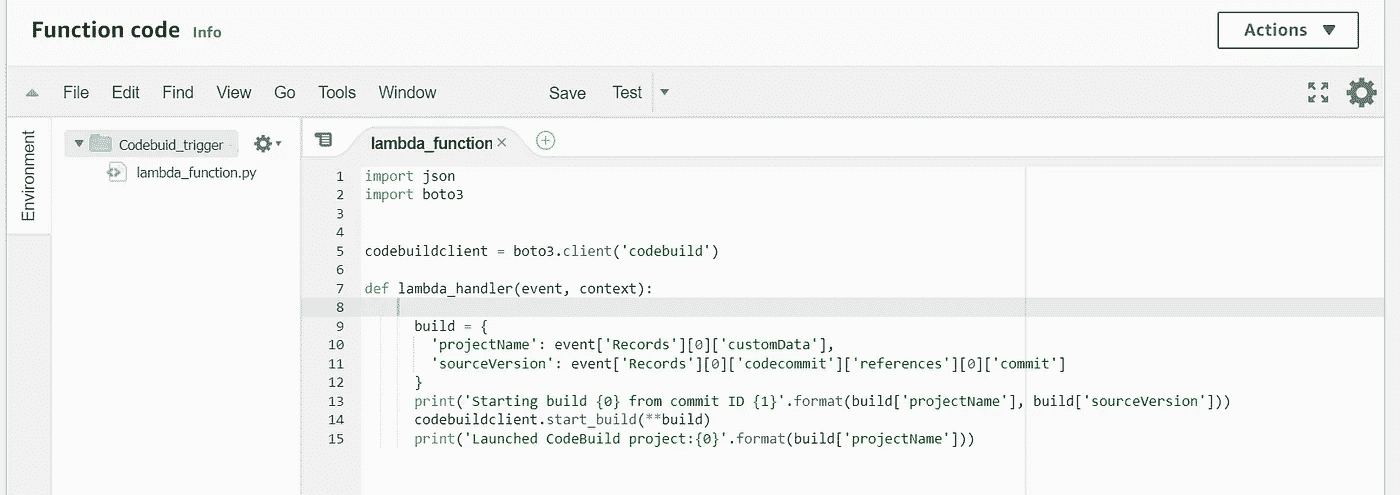 Function code Info
Actions
File Edit Find View Go Tools Window Save Test
Environment
Codebuid_trigger
lambda_function.py
lambda_function
1 import json
2 import boto3
3
4
5 codebuildclient = boto3.client('codebuild')
6
7 def lambda_handler(event, context):
8
9 build = {
10 'projectName': event['Records'][0]['customData'],
11 'sourceVersion': event['Records'][0]['codecommit']['references'][0]['commit']
12 }
13 print('Starting build {0} from commit ID {1}'.format(build['projectName'], build['sourceVersion']))
14 codebuildclient.start_build(**build)
15 print('Launched CodeBuild project:{0}'.format(build['projectName']))